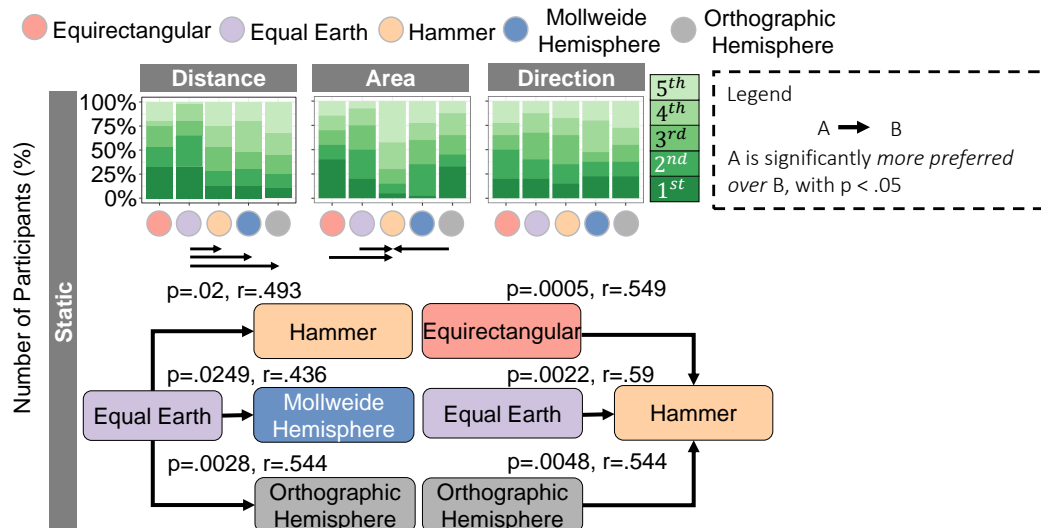 Equirectangular
Equal Earth
Hammer
Mollweide
Hemisphere
Orthographic
Hemisphere
Distance
Area
Direction
Number of Participants (%)
Static
100%
75%
50%
25%
0%
5th
4th
3rd
2nd
1st
Legend
A B
A is significantly more preferred
over B, with p < .05
p=.02, r=.493
p=.0005, r=.549
Hammer
Equirectangular
p=.0249, r=.436
p=.0022, r=.59
Equal Earth
Mollweide
Hemisphere
Equal Earth
Hammer
p=.0028, r=.544
p=.0048, r=.544
Orthographic
Hemisphere
Orthographic
Hemisphere